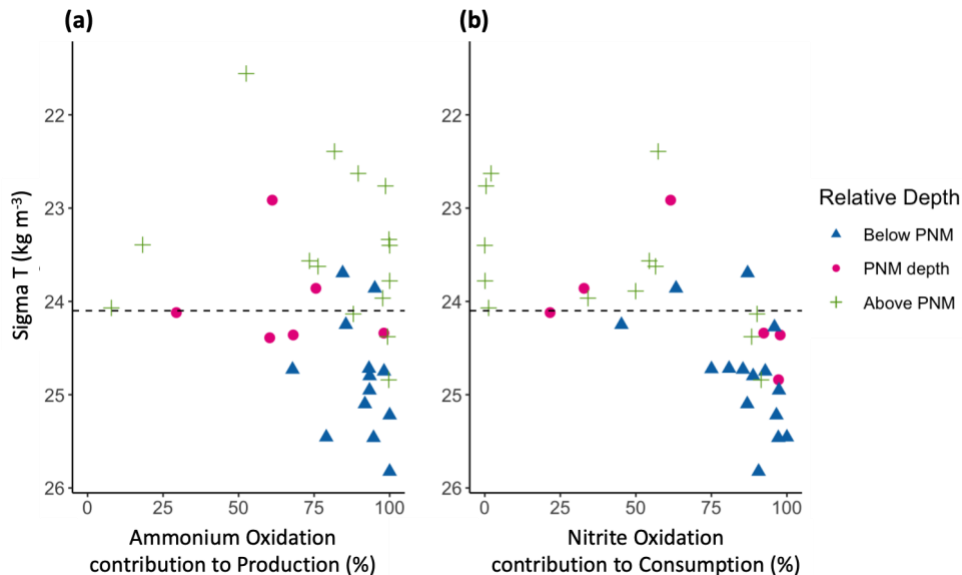 (a)
(b)
Sigma T (kg m⁻³)
22
23
24
25
26
0
25
50
75
100
Ammonium Oxidation
contribution to Production (%)
22
23
24
25
26
0
25
50
75
100
Nitrite Oxidation
contribution to Consumption (%)
Relative Depth
Below PNM
PNM depth
Above PNM